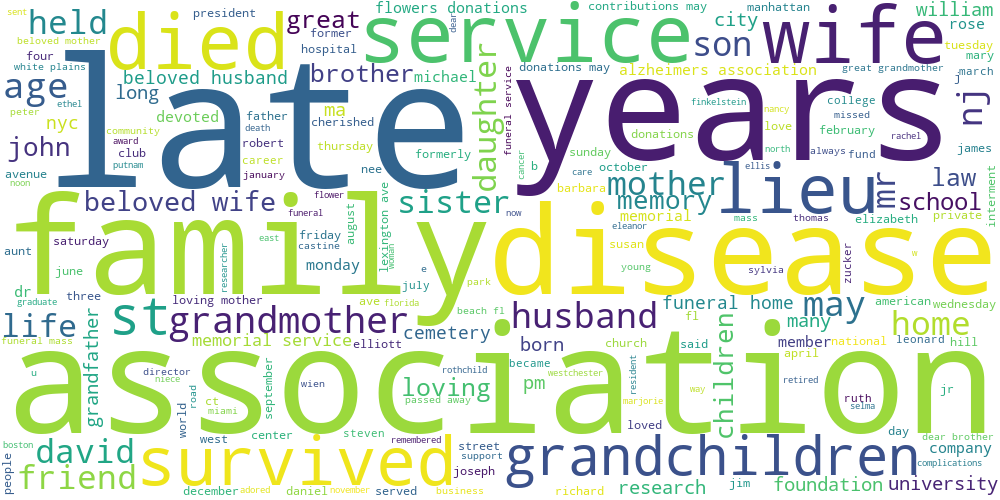 sent
president
flowers donations
contributions may
manhattan
william
held
died
great
former
dear
service
city
rose
beloved mother
hospital
son
wife
tuesday
four
mary
white plains
beloved husband
brother
michael
donations may
alzheimers association
great grandmother
age
long
daughter
j
march
late
years
peter
ethel
devoted
father
ma
cherished
funeral service
finkelstein
nancy
college
missed
nj
nyc
community
death
donations
love
february
award
robert
thursday
formerly
rachel
john
club
career
cancer
sunday
north
always
fund
james
avenue
putnam
january
nee
b
october
ellis
noon
care
mother
lieu
mr
law
beloved wife
flower
sister
barbara
memory
school
funeral
now
memorial
mass
thomas
elizabeth
private
interment
family
disease
august
lexington ave
eleanor
saturday
east
friday
susan
aunt
castine
woman
w
researcher
monday
e
young
sylvia
zucker
june
july
park
dr
three
loving mother
ave
florida
beach fl
funeral home
fl
may
american
wednesday
graduate
life
st
grandmother
husband
many
home
grandfather
cemetery
children
funeral mass
memorial service
elliott
born
church
said
member
national
leonard
hill
association
april
u
director
became
niece
rothchild
westchester
resident
way
retired
jr
september
wien
loving
pm
world
road
ct
passed away
marjorie
ruth
miami
selma
boston
west
center
steven
loved
day
david
remembered
street
dear brother
survived
grandchildren
company
people
friend
support
joseph
complications
december
adored
daniel
november
served
business
richard
research
jim
foundation
university